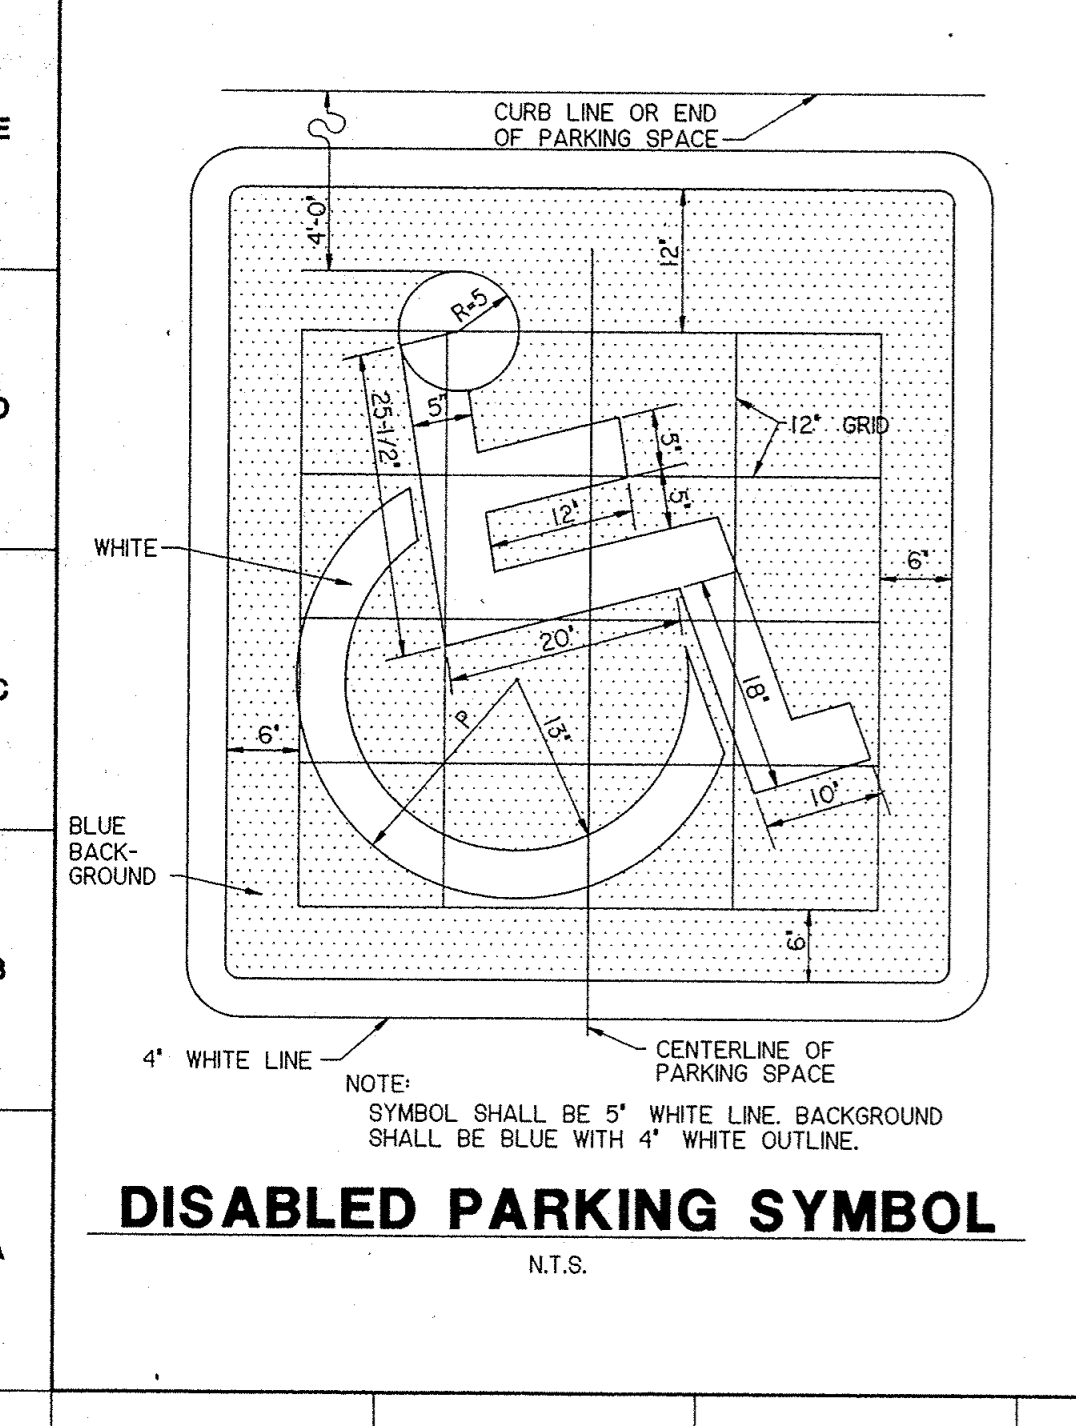 E
CURB LINE OR END
OF PARKING SPACE
4'-0"
12"
R=5
25-1/2"
5"
5"
12" GRID
D
5"
12"
WHITE
6"
20"
18"
C
P
13"
6"
10"
BLUE
BACK-
GROUND
6"
B
4" WHITE LINE
CENTERLINE OF
PARKING SPACE
NOTE:
SYMBOL SHALL BE 5" WHITE LINE. BACKGROUND
SHALL BE BLUE WITH 4" WHITE OUTLINE.
DISABLED PARKING SYMBOL
A
N.T.S.